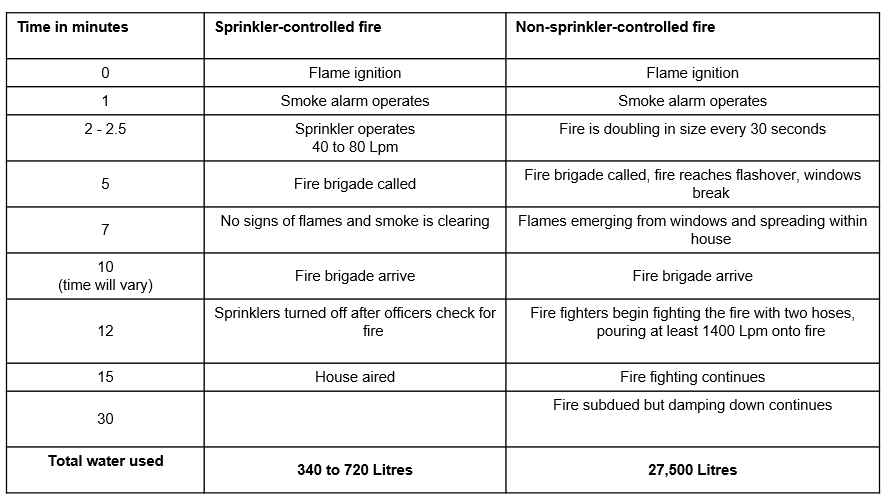 Time in minutes
Sprinkler-controlled fire
Non-sprinkler-controlled fire
0
Flame ignition
Flame ignition
1
Smoke alarm operates
Smoke alarm operates
2 - 2.5
Sprinkler operates
40 to 80 Lpm
Fire is doubling in size every 30 seconds
5
Fire brigade called
Fire brigade called, fire reaches flashover, windows
break
7
No signs of flames and smoke is clearing
Flames emerging from windows and spreading within
house
10
(time will vary)
Fire brigade arrive
Fire brigade arrive
12
Sprinklers turned off after officers check for
fire
Fire fighters begin fighting the fire with two hoses,
pouring at least 1400 Lpm onto fire
15
House aired
Fire fighting continues
30
Fire subdued but damping down continues
Total water used
340 to 720 Litres
27,500 Litres